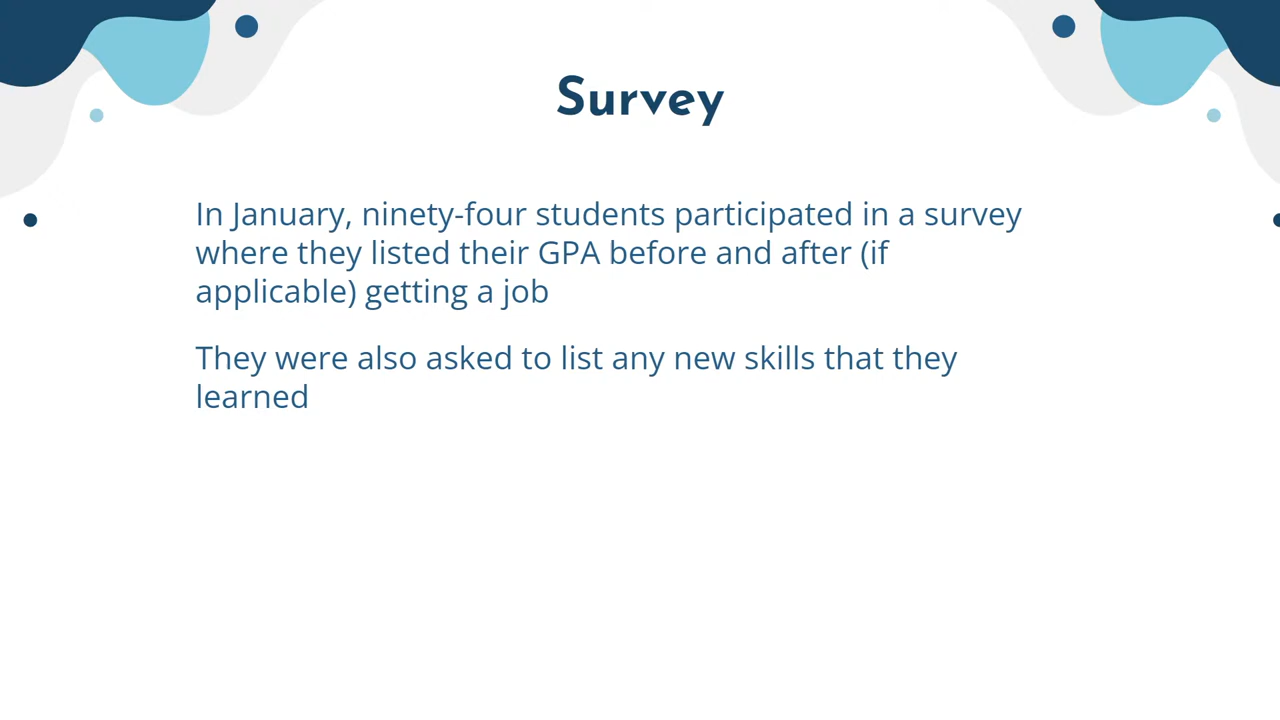 Survey
In January, ninety-four students participated in a survey
where they listed their GPA before and after (if
applicable) getting a job
They were also asked to list any new skills that they
learned